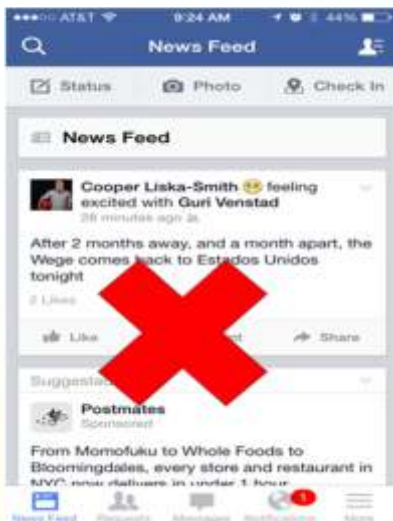 AT&T 9:24 AM 44%
News Feed
Status Photo Check In
News Feed
Cooper Liska-Smith feeling
excited with Guri Venstad
28 minutes ago
After 2 months away, and a month apart, the
Wege comes back to Estados Unidos
tonight
2 Likes
Like Share
Postmates
Sponsored
From Momofuku to Whole Foods to
Bloomingdales, every store and restaurant in
NYC now delivers in under 1 hour
1
News Feed Requests Messages Notifications More